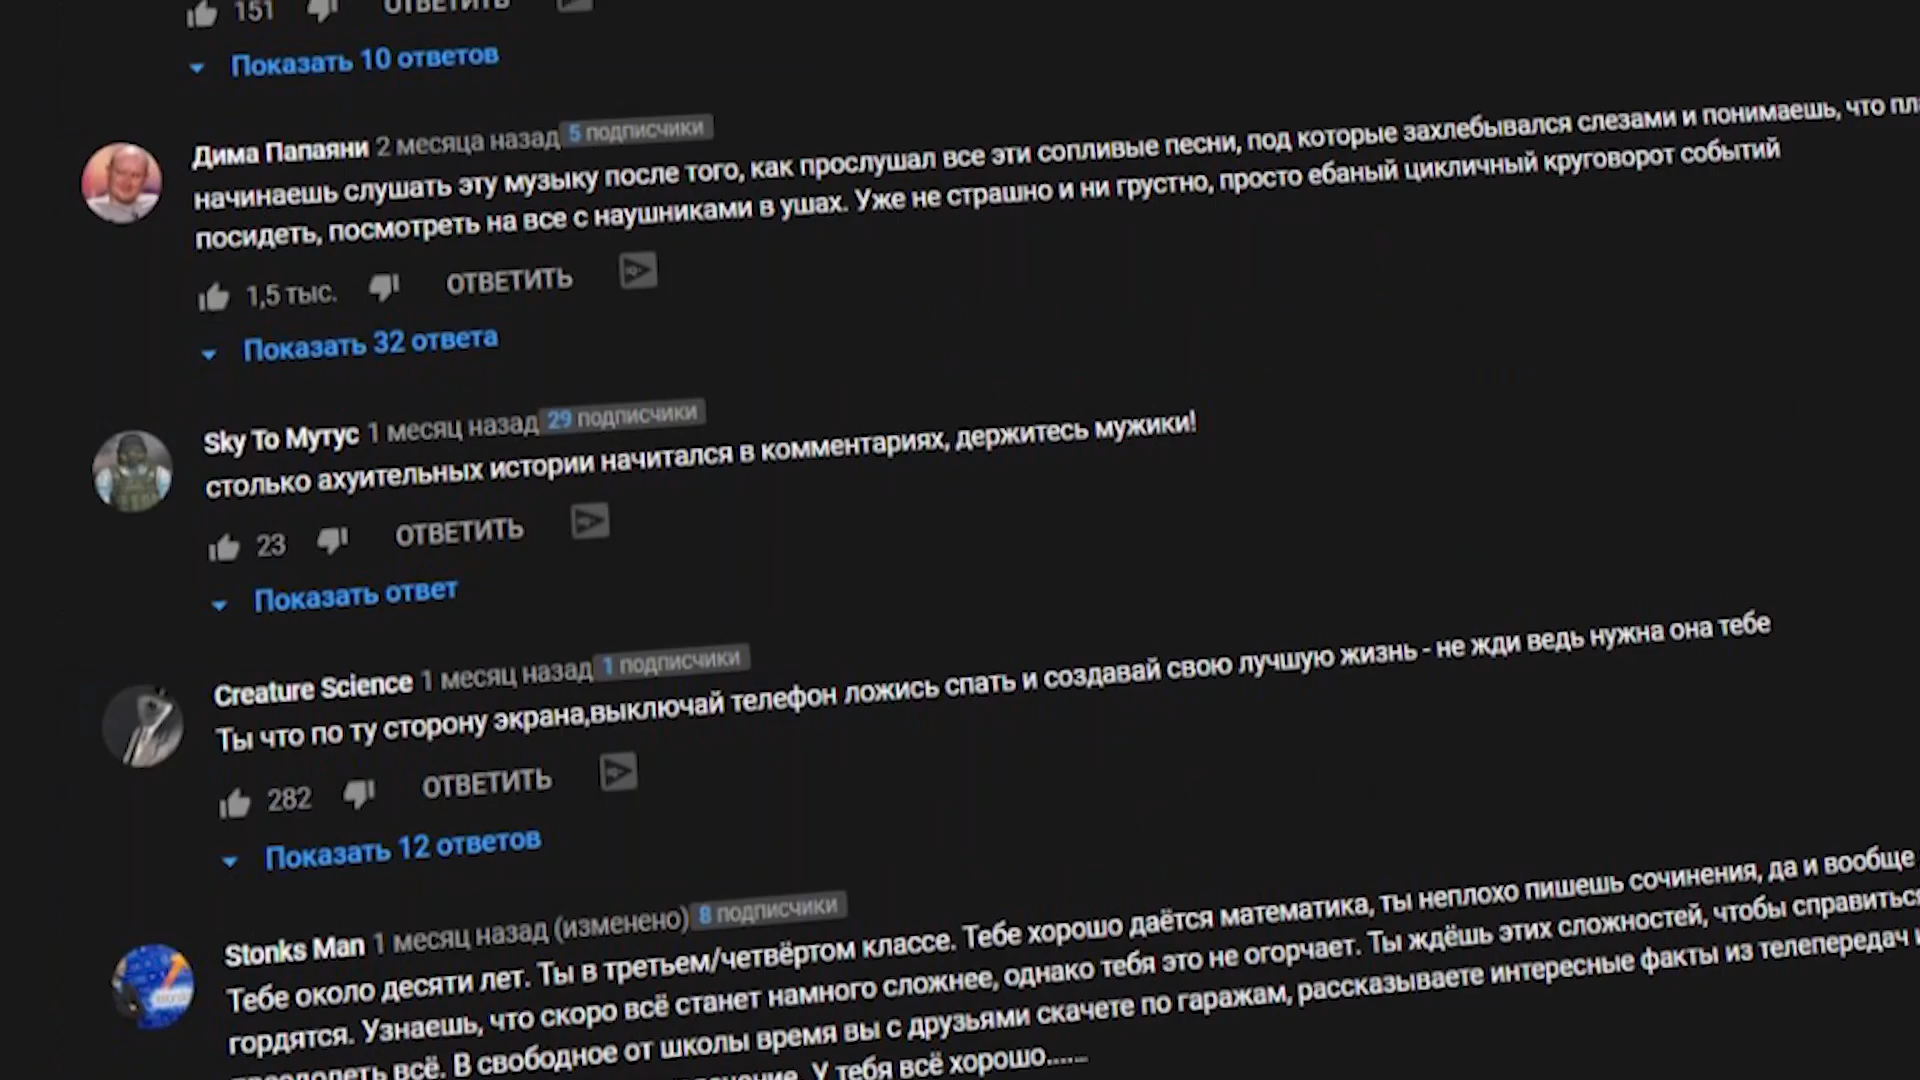 151 ОТВЕТИТЬ
Показать 10 ответов
Дима Папаяни 2 месяца назад 5 подписчики
начинаешь слушать эту музыку после того, как прослушал все эти сопливые песни, под которые захлебывался слезами и понимаешь, что
посидеть, посмотреть на все с наушниками в ушах. Уже не страшно и ни грустно, просто ебаный цикличный круговорот событий
1,5 тыс. ОТВЕТИТЬ
Показать 32 ответа
Sky To Мутус 1 месяц назад 29 подписчики
столько ахуительных истории начитался в комментариях, держитесь мужики!
23 ОТВЕТИТЬ
Показать ответ
Creature Science 1 месяц назад 1 подписчики
Ты что по ту сторону экрана,выключай телефон ложись спать и создавай свою лучшую жизнь - не жди ведь нужна она тебе
282 ОТВЕТИТЬ
Показать 12 ответов
Stonks Man 1 месяц назад (изменено) 8 подписчики
Тебе около десяти лет. Ты в третьем/четвёртом классе. Тебе хорошо даётся математика, ты неплохо пишешь сочинения, да и вообще
гордятся. Узнаешь, что скоро всё станет намного сложнее, однако тебя это не огорчает. Ты ждёшь этих сложностей, чтобы справиться
всё. В свободное от школы время вы с друзьями скачете по гаражам, рассказываете интересные факты из телепередач
У тебя всё хорошо......